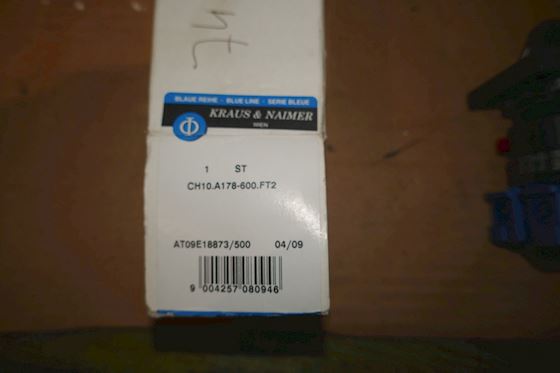 BLAUE REIHE · BLUE LINE · SERIE BLEUE
KRAUS & NAIMER
WIEN
1 ST
CH10.A178-600.FT2
AT09E18873/500 04/09
9 004257 080946